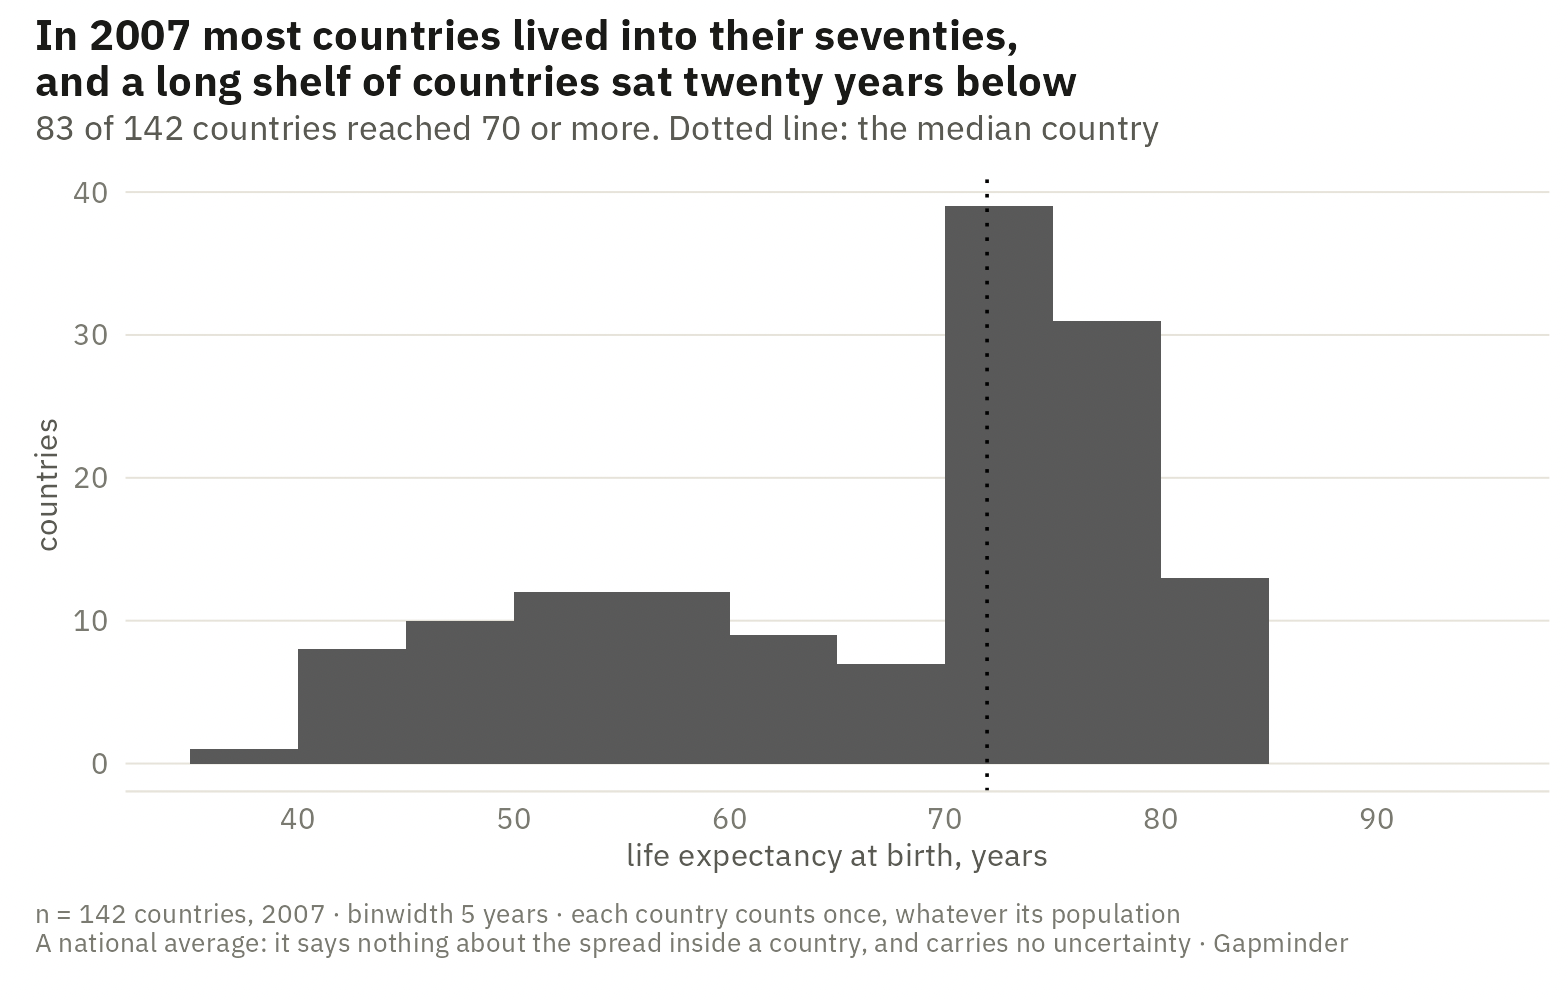 In 2007 most countries lived into their seventies,
and a long shelf of countries sat twenty years below
83 of 142 countries reached 70 or more. Dotted line: the median country
40
30
20
10
0
countries
40 50 60 70 80 90
life expectancy at birth, years
n = 142 countries, 2007 · binwidth 5 years · each country counts once, whatever its population
A national average: it says nothing about the spread inside a country, and carries no uncertainty · Gapminder